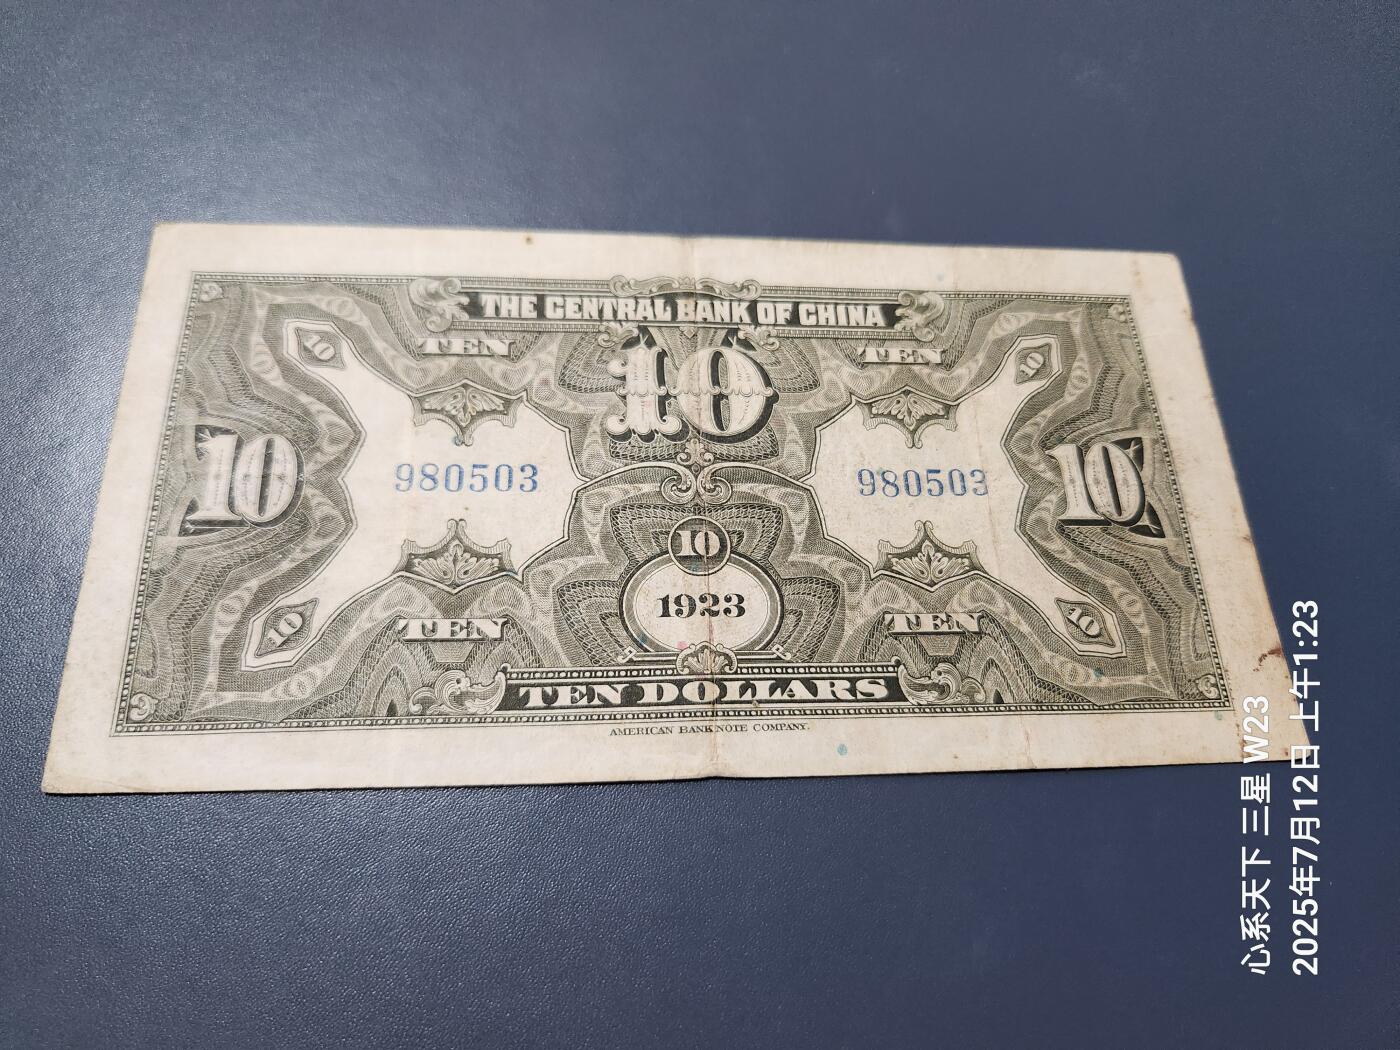 THE CENTRAL BANK OF CHINA
TEN 10 TEN
10 10
10 980503 980503 10
10
1923
10 10
TEN TEN
TEN DOLLARS
AMERICAN BANK NOTE COMPANY.
心系天下 三星 W23
2025年7月12日 上午1:23